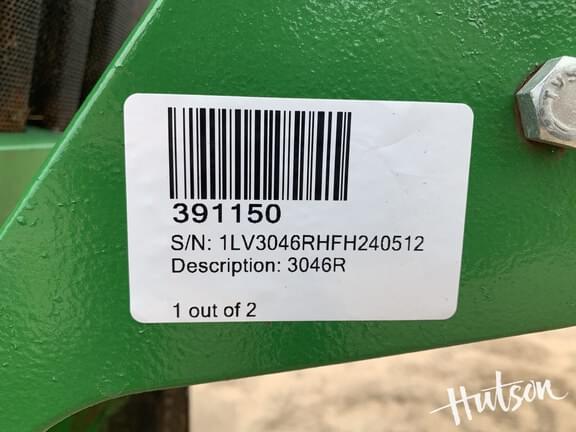 391150
S/N: 1LV3046RHFH240512
Description: 3046R
1 out of 2
Hutson